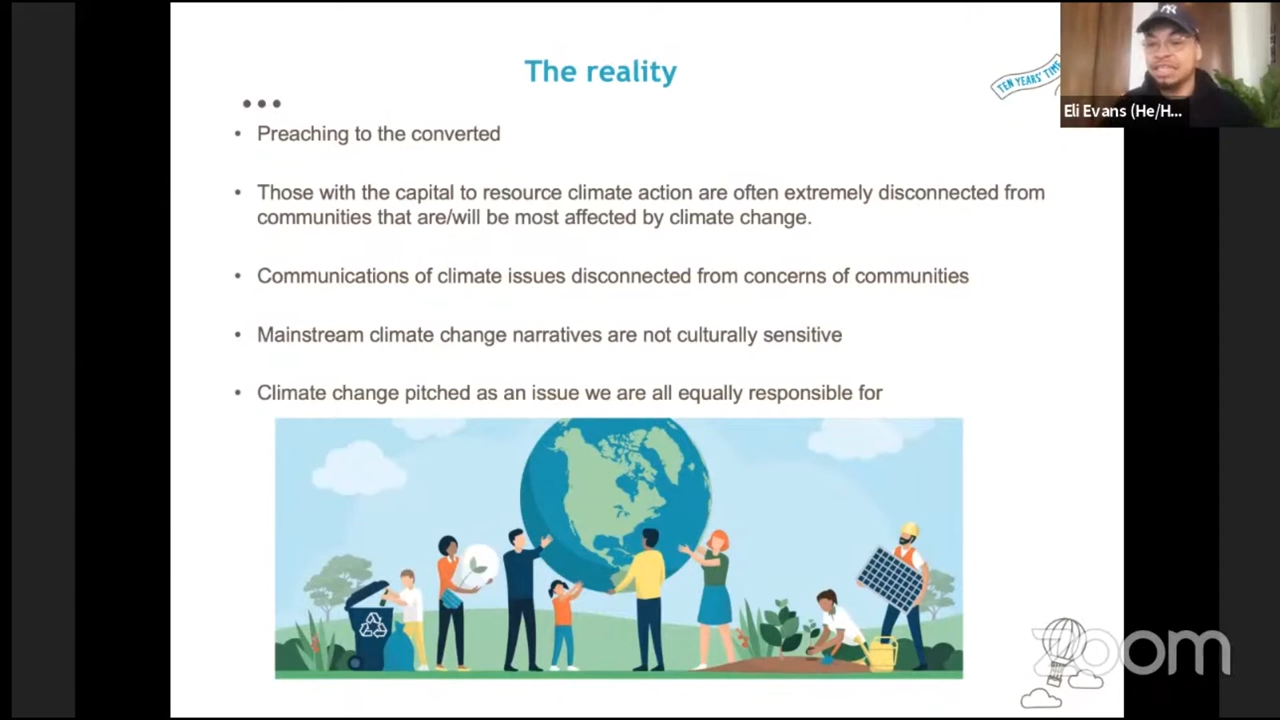 The reality
TEN YEARS' TIME
Eli Evans (He/H...
• Preaching to the converted
• Those with the capital to resource climate action are often extremely disconnected from
communities that are/will be most affected by climate change.
• Communications of climate issues disconnected from concerns of communities
• Mainstream climate change narratives are not culturally sensitive
• Climate change pitched as an issue we are all equally responsible for
zoom